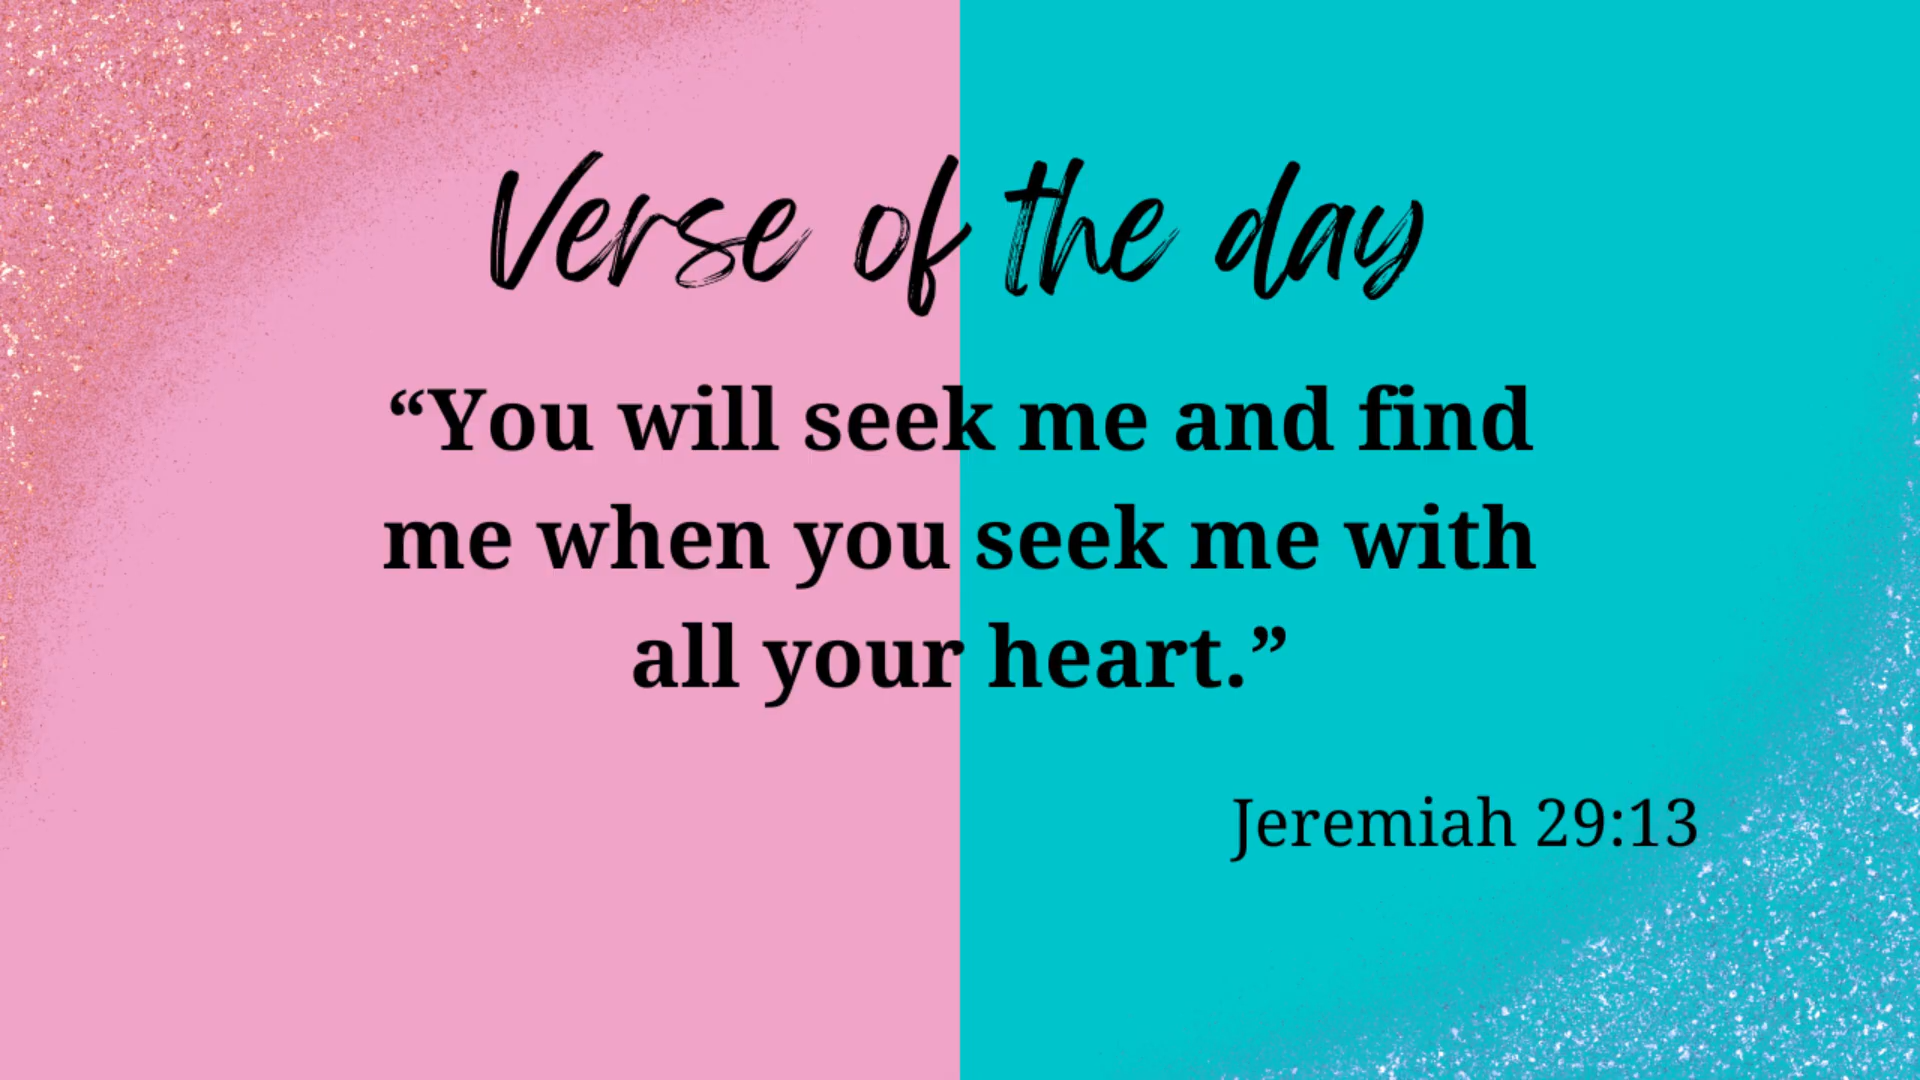 Verse of the day
“You will seek me and find
me when you seek me with
all your heart.”
Jeremiah 29:13